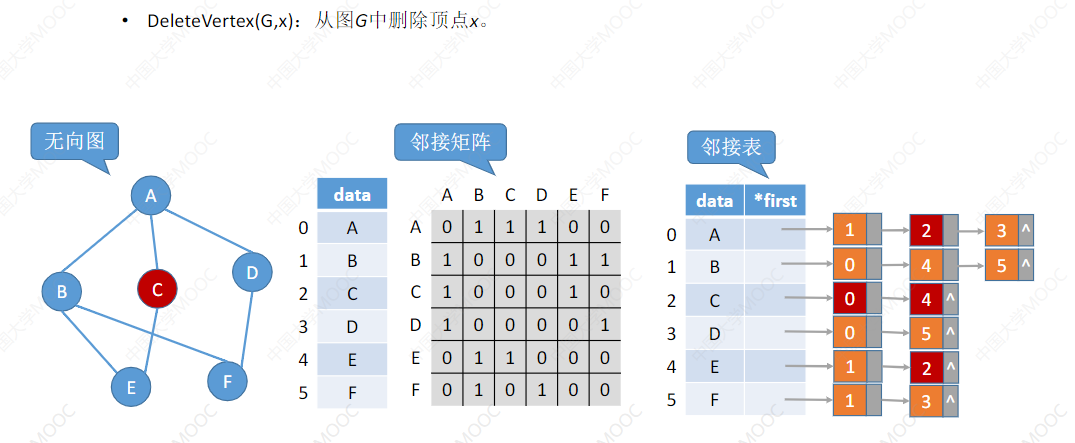 • DeleteVertex(G,x)：从图G中删除顶点x。
无向图
邻接矩阵
邻接表
A
B
C
D
E
F
data
0 A
1 B
2 C
3 D
4 E
5 F
A B C D E F
A 0 1 1 1 0 0
B 1 0 0 0 1 1
C 1 0 0 0 1 0
D 1 0 0 0 0 1
E 0 1 1 0 0 0
F 0 1 0 1 0 0
data *first
0 A 1 2 3 ^
1 B 0 4 5 ^
2 C 0 4 ^
3 D 0 5 ^
4 E 1 2 ^
5 F 1 3 ^
中国大学MOOC